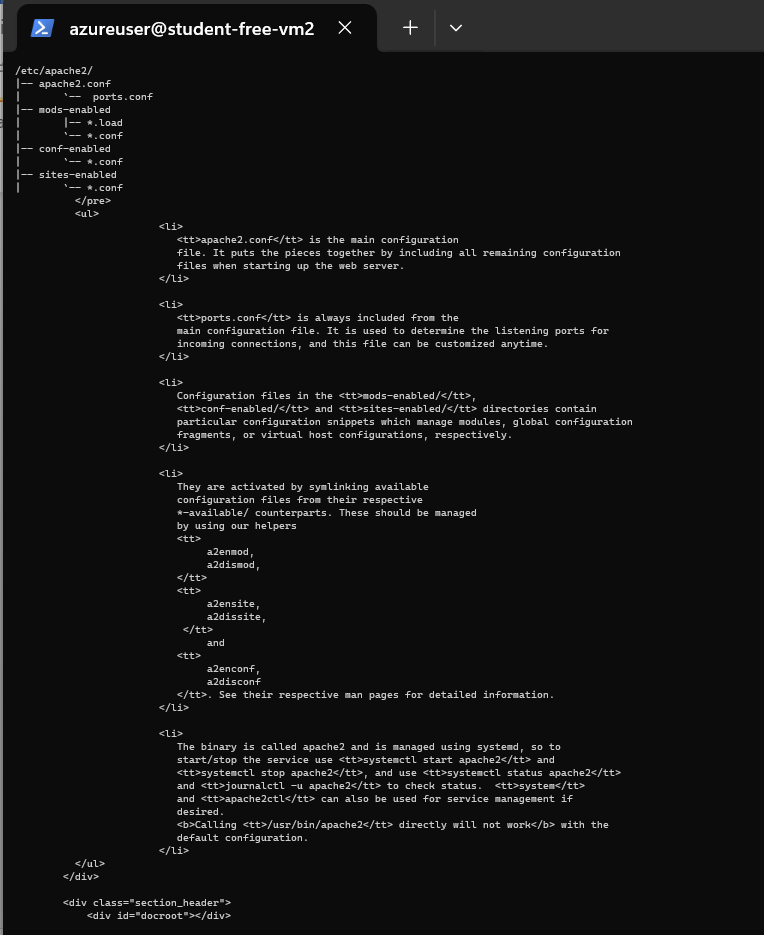 azureuser@student-free-vm2
/etc/apache2/
|-- apache2.conf
|       `--  ports.conf
|-- mods-enabled
|       |-- *.load
|       `-- *.conf
|-- conf-enabled
|       `-- *.conf
|-- sites-enabled
|       `-- *.conf
</pre>
<ul>
<li>
<tt>apache2.conf</tt> is the main configuration
file. It puts the pieces together by including all remaining configuration
files when starting up the web server.
</li>
<li>
<tt>ports.conf</tt> is always included from the
main configuration file. It is used to determine the listening ports for
incoming connections, and this file can be customized anytime.
</li>
<li>
Configuration files in the <tt>mods-enabled/</tt>,
<tt>conf-enabled/</tt> and <tt>sites-enabled/</tt> directories contain
particular configuration snippets which manage modules, global configuration
fragments, or virtual host configurations, respectively.
</li>
<li>
They are activated by symlinking available
configuration files from their respective
*-available/ counterparts. These should be managed
by using our helpers
<tt>
a2enmod,
a2dismod,
</tt>
<tt>
a2ensite,
a2dissite,
</tt>
and
<tt>
a2enconf,
a2disconf
</tt>. See their respective man pages for detailed information.
</li>
<li>
The binary is called apache2 and is managed using systemd, so to
start/stop the service use <tt>systemctl start apache2</tt> and
<tt>systemctl stop apache2</tt>, and use <tt>systemctl status apache2</tt>
and <tt>journalctl -u apache2</tt> to check status.  <tt>system</tt>
and <tt>apache2ctl</tt> can also be used for service management if
desired.
<b>Calling <tt>/usr/bin/apache2</tt> directly will not work</b> with the
default configuration.
</li>
</ul>
</div>
<div class="section_header">
<div id="docroot"></div>